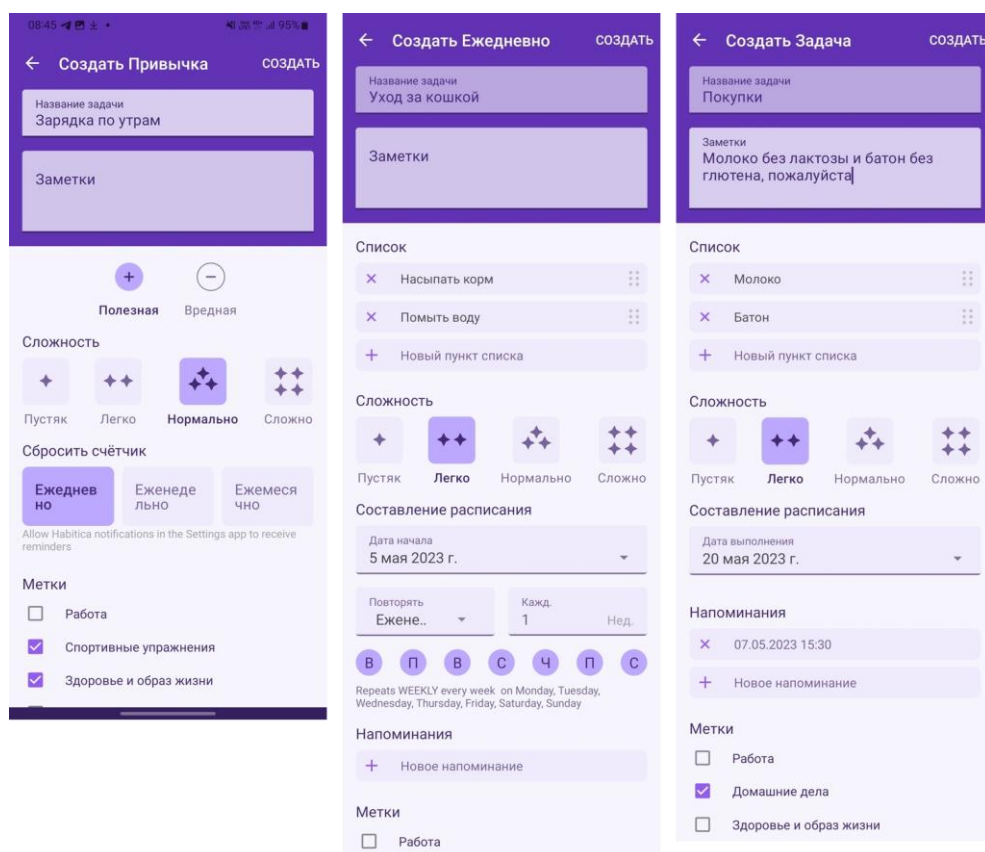 08:45
95%
Создать Привычка
СОЗДАТЬ
Название задачи
Зарядка по утрам
Заметки
Полезная
Вредная
Сложность
Пустяк
Легко
Нормально
Сложно
Сбросить счётчик
Ежеднев
но
Еженеде
льно
Ежемеся
чно
Allow Habitica notifications in the Settings app to receive
reminders
Метки
Работа
Спортивные упражнения
Здоровье и образ жизни
Создать Ежедневно
СОЗДАТЬ
Название задачи
Уход за кошкой
Заметки
Список
Насыпать корм
Помыть воду
Новый пункт списка
Сложность
Пустяк
Легко
Нормально
Сложно
Составление расписания
Дата начала
5 мая 2023 г.
Повторять
Ежене..
Кажд.
1
Нед.
В П В С Ч П С
Repeats WEEKLY every week on Monday, Tuesday,
Wednesday, Thursday, Friday, Saturday, Sunday
Напоминания
Новое напоминание
Метки
Работа
Создать Задача
СОЗДАТЬ
Название задачи
Покупки
Заметки
Молоко без лактозы и батон без
глютена, пожалуйста
Список
Молоко
Батон
Новый пункт списка
Сложность
Пустяк
Легко
Нормально
Сложно
Составление расписания
Дата выполнения
20 мая 2023 г.
Напоминания
07.05.2023 15:30
Новое напоминание
Метки
Работа
Домашние дела
Здоровье и образ жизни